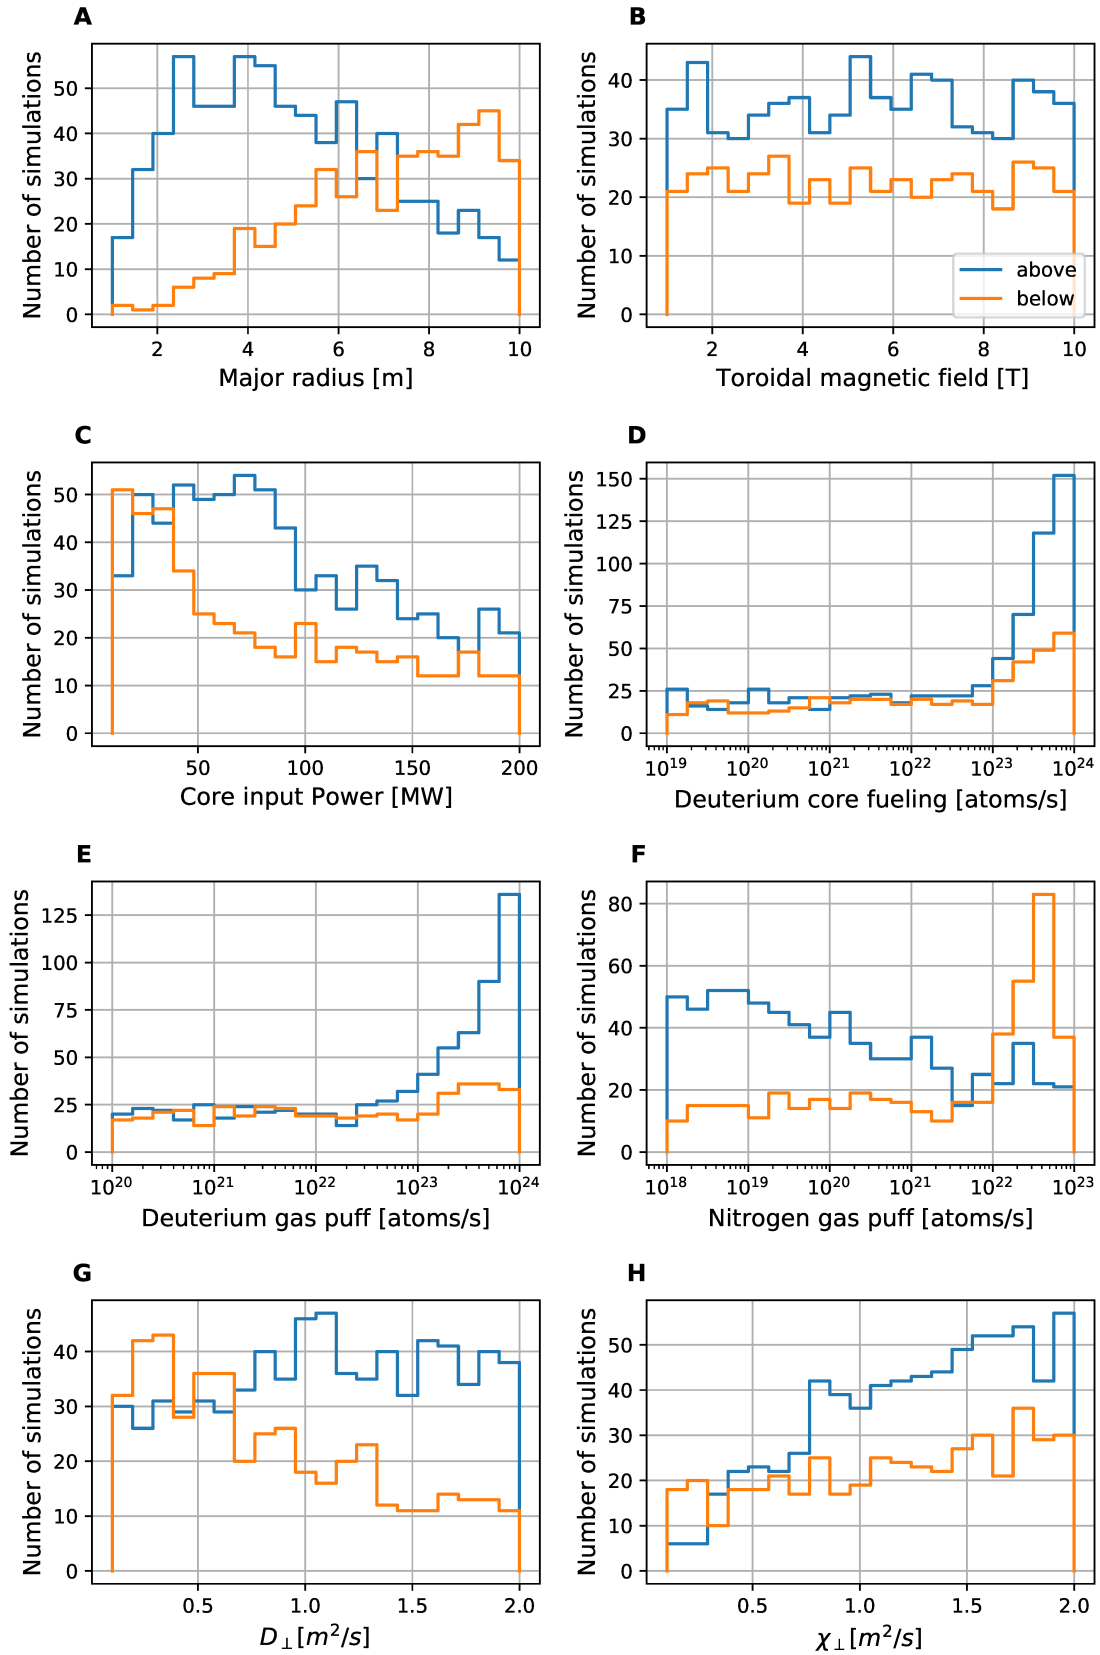 A
Number of simulations
50
40
30
20
10
0
2 4 6 8 10
Major radius [m]
B
Number of simulations
40
30
20
10
0
above
below
2 4 6 8 10
Toroidal magnetic field [T]
C
Number of simulations
50
40
30
20
10
0
50 100 150 200
Core input Power [MW]
D
Number of simulations
150
125
100
75
50
25
0
10¹⁹ 10²⁰ 10²¹ 10²² 10²³ 10²⁴
Deuterium core fueling [atoms/s]
E
Number of simulations
125
100
75
50
25
0
10²⁰ 10²¹ 10²² 10²³ 10²⁴
Deuterium gas puff [atoms/s]
F
Number of simulations
80
60
40
20
0
10¹⁸ 10¹⁹ 10²⁰ 10²¹ 10²² 10²³
Nitrogen gas puff [atoms/s]
G
Number of simulations
40
30
20
10
0
0.5 1.0 1.5 2.0
D⊥[m²/s]
H
Number of simulations
50
40
30
20
10
0
0.5 1.0 1.5 2.0
χ⊥[m²/s]